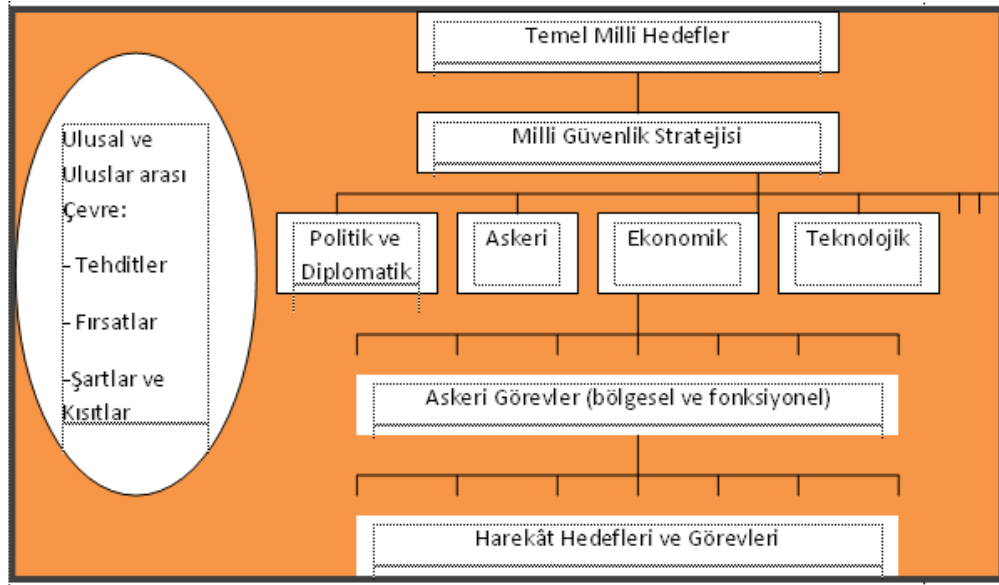 Temel Milli Hedefler
Milli Güvenlik Stratejisi
Ulusal ve
Uluslar arası
Çevre:
- Tehditler
- Fırsatlar
-Şartlar ve
Kısıtlar
Politik ve
Diplomatik
Askeri
Ekonomik
Teknolojik
Askeri Görevler (bölgesel ve fonksiyonel)
Harekât Hedefleri ve Görevleri